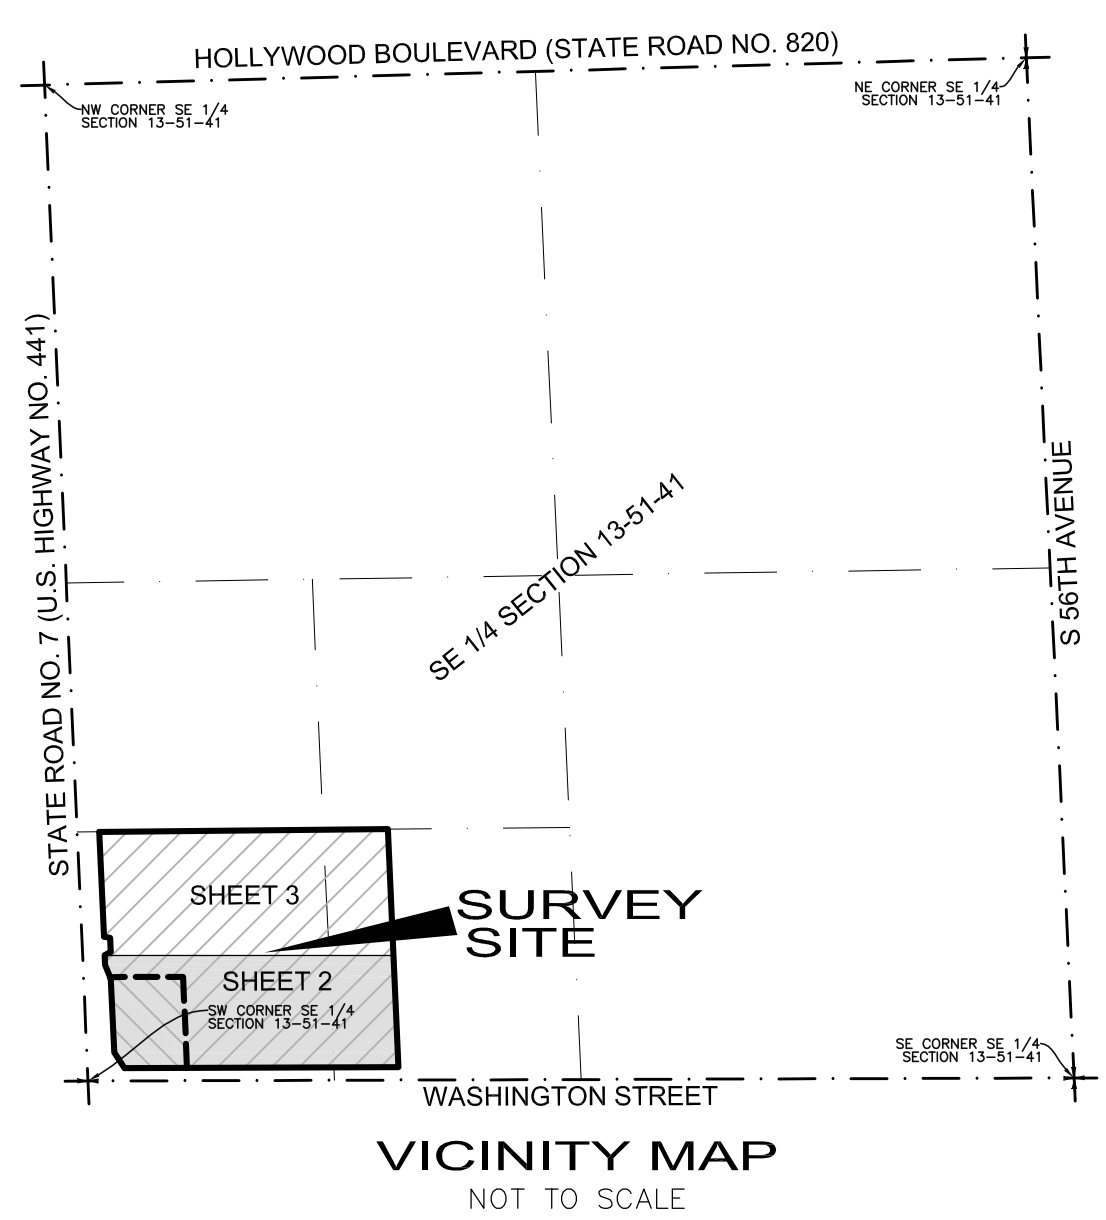 HOLLYWOOD BOULEVARD (STATE ROAD NO. 820)
NW CORNER SE 1/4
SECTION 13-51-41
NE CORNER SE 1/4
SECTION 13-51-41
STATE ROAD NO. 7 (U.S. HIGHWAY NO. 441)
S 56TH AVENUE
SE 1/4 SECTION 13-51-41
SHEET 3
SURVEY
SITE
SHEET 2
SW CORNER SE 1/4
SECTION 13-51-41
SE CORNER SE 1/4
SECTION 13-51-41
WASHINGTON STREET
VICINITY MAP
NOT TO SCALE